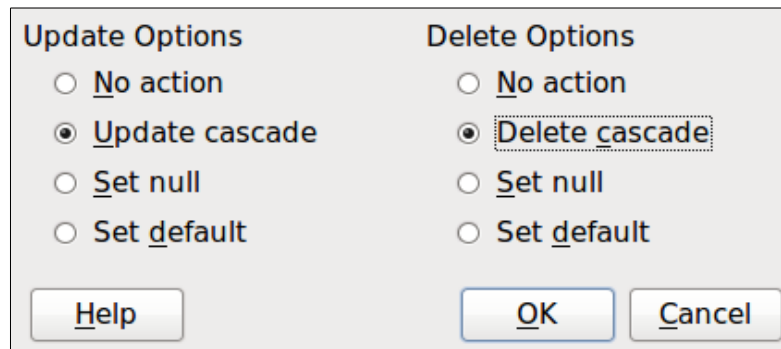 Update Options
No action
Update cascade
Set null
Set default
Delete Options
No action
Delete cascade
Set null
Set default
Help
OK
Cancel